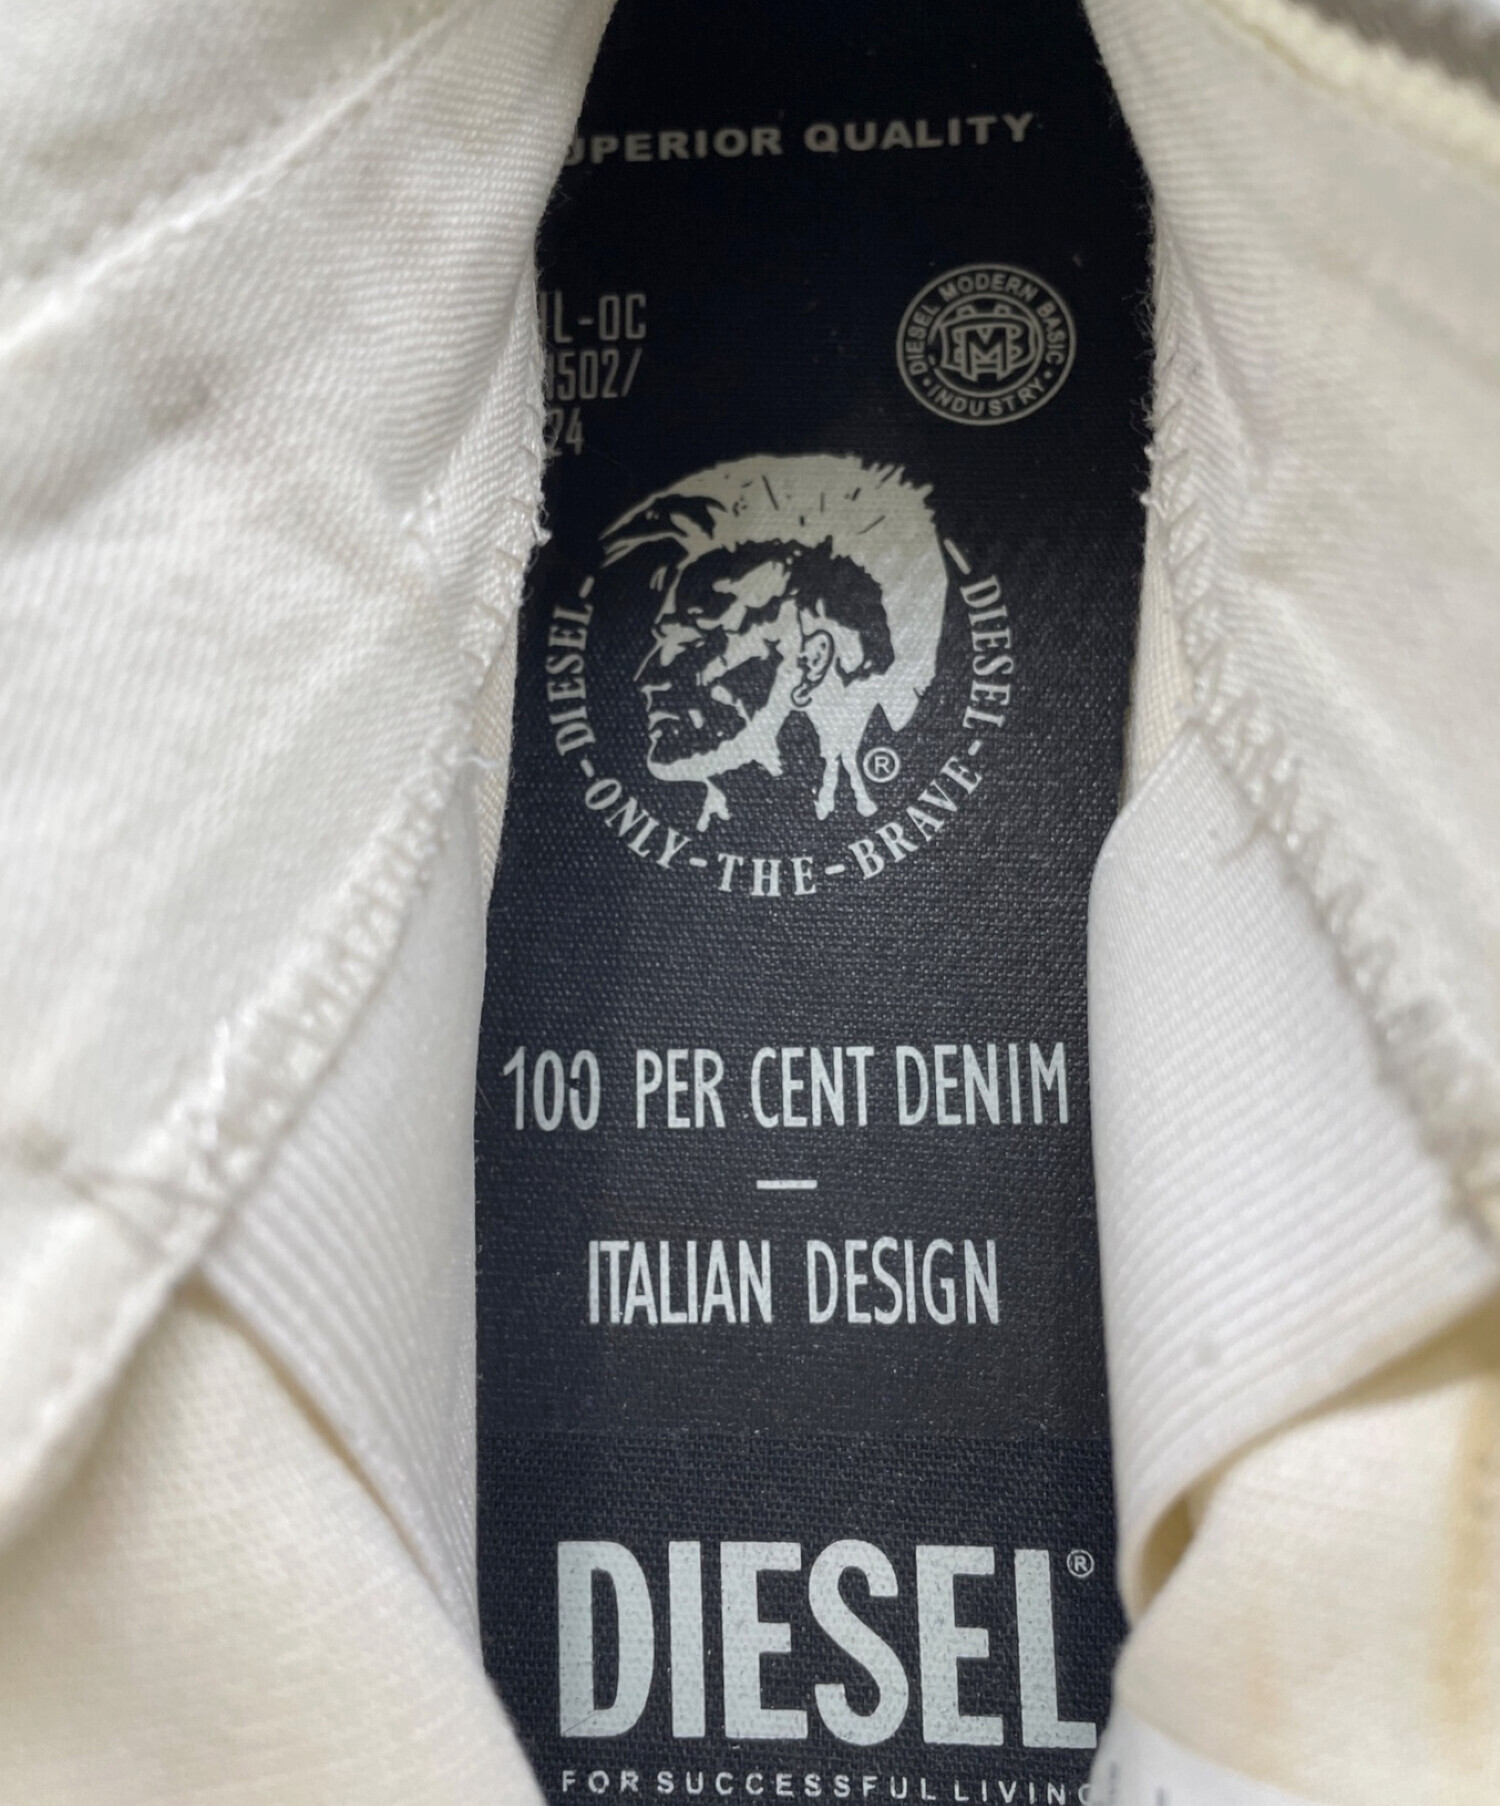 SUPERIOR QUALITY
L-OC
502/
24
DIESEL MODERN BASIC • INDUSTRY •
-DIESEL-ONLY-THE-BRAVE-DIESEL-
®
100 PER CENT DENIM
—
ITALIAN DESIGN
DIESEL®
FOR SUCCESSFUL LIVING